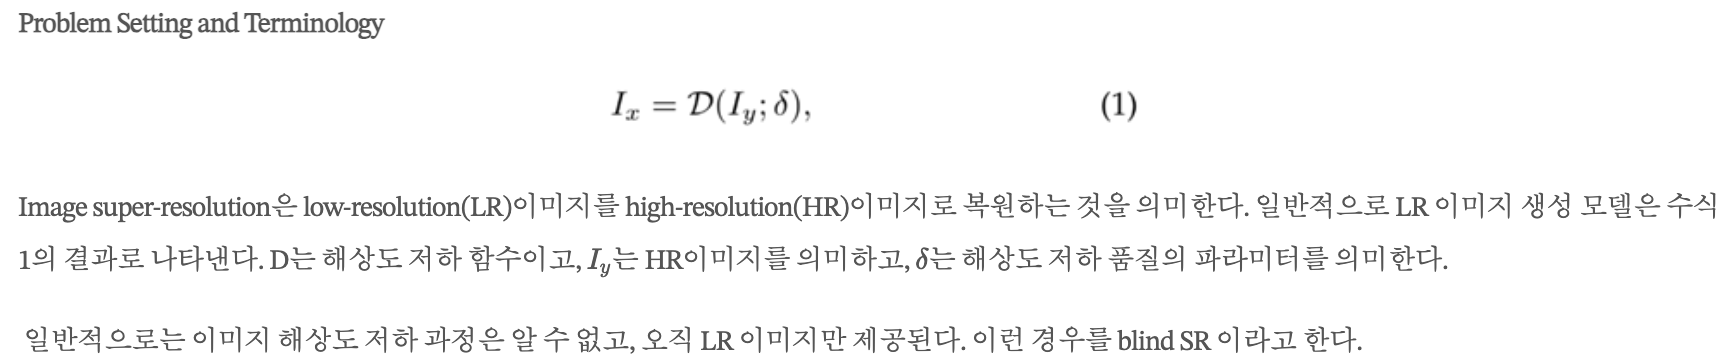 Problem Setting and Terminology
I_x = 𝒟(I_y; δ), (1)
Image super-resolution은 low-resolution(LR)이미지를 high-resolution(HR)이미지로 복원하는 것을 의미한다. 일반적으로 LR 이미지 생성 모델은 수식
1의 결과로 나타낸다. D는 해상도 저하 함수이고, I_y는 HR이미지를 의미하고, δ는 해상도 저하 품질의 파라미터를 의미한다.
일반적으로는 이미지 해상도 저하 과정은 알 수 없고, 오직 LR 이미지만 제공된다. 이런 경우를 blind SR 이라고 한다.